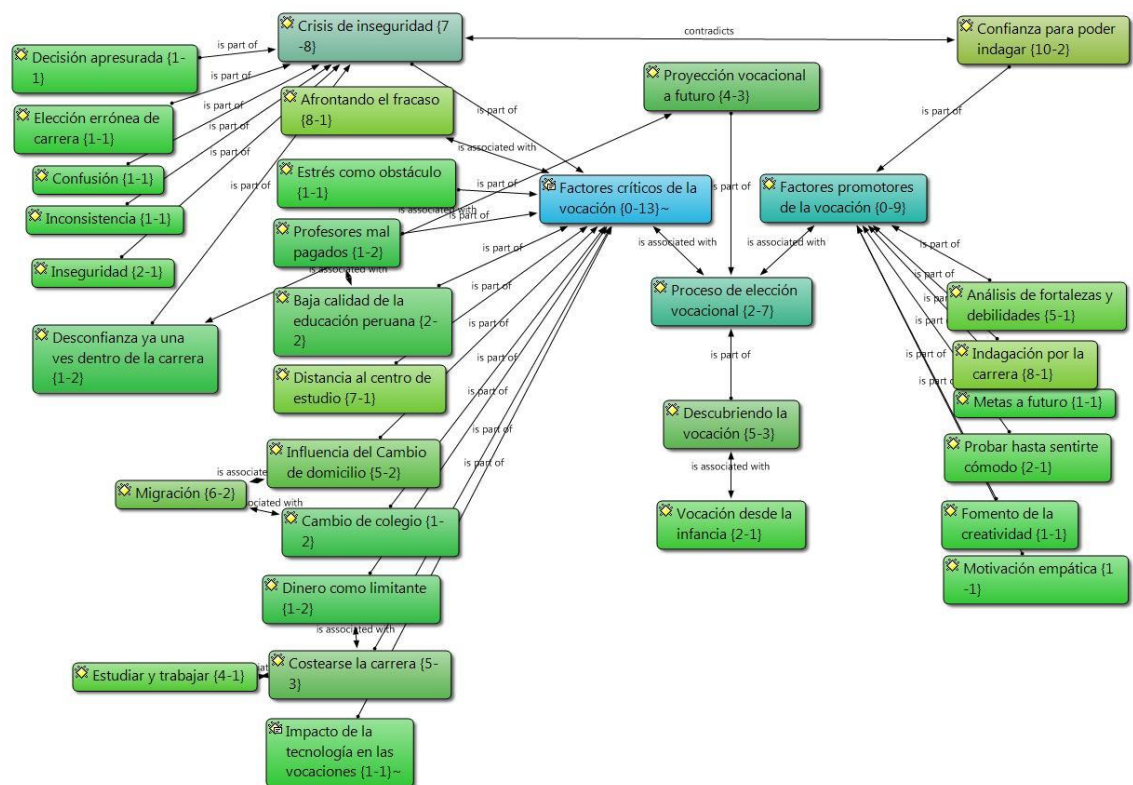 Crisis de inseguridad {7
-8}
contradicts
Confianza para poder
indagar {10-2}
Decisión apresurada {1-
1}
is part of
Proyección vocacional
a futuro {4-3}
is part of
Afrontando el fracaso
{8-1}
is part of
is part of
Elección errónea de
carrera {1-1}
is part of
is part of
is associated with
Confusión {1-1}
is part of
Estrés como obstáculo
{1-1}
is part of
Factores críticos de la
vocación {0-13}~
is part of
Factores promotores
de la vocación {0-9}
is part of
Inconsistencia {1-1}
is associated with
is part of
Profesores mal
pagados {1-2}
is associated with
is associated with
is part of
Inseguridad {2-1}
is associated with
is part of
Baja calidad de la
educación peruana {2-
2}
Proceso de elección
vocacional {2-7}
is part of
is part of
is part of
is part of
is part of
Análisis de fortalezas y
debilidades {5-1}
Desconfianza ya una
ves dentro de la carrera
{1-2}
is part of
is part of
Indagación por la
carrera {8-1}
Distancia al centro de
estudio {7-1}
is part of
Metas a futuro {1-1}
Descubriendo la
vocación {5-3}
is part of
is part of
Probar hasta sentirte
cómodo {2-1}
Influencia del Cambio
de domicilio {5-2}
is part of
is associated with
is associate
Migración {6-2}
ociated with
Cambio de colegio {1-
2}
Vocación desde la
infancia {2-1}
Fomento de la
creatividad {1-1}
Motivación empática {1
-1}
Dinero como limitante
{1-2}
is associated with
Costearse la carrera {5-
3}
Estudiar y trabajar {4-1}
Impacto de la
tecnología en las
vocaciones {1-1}~